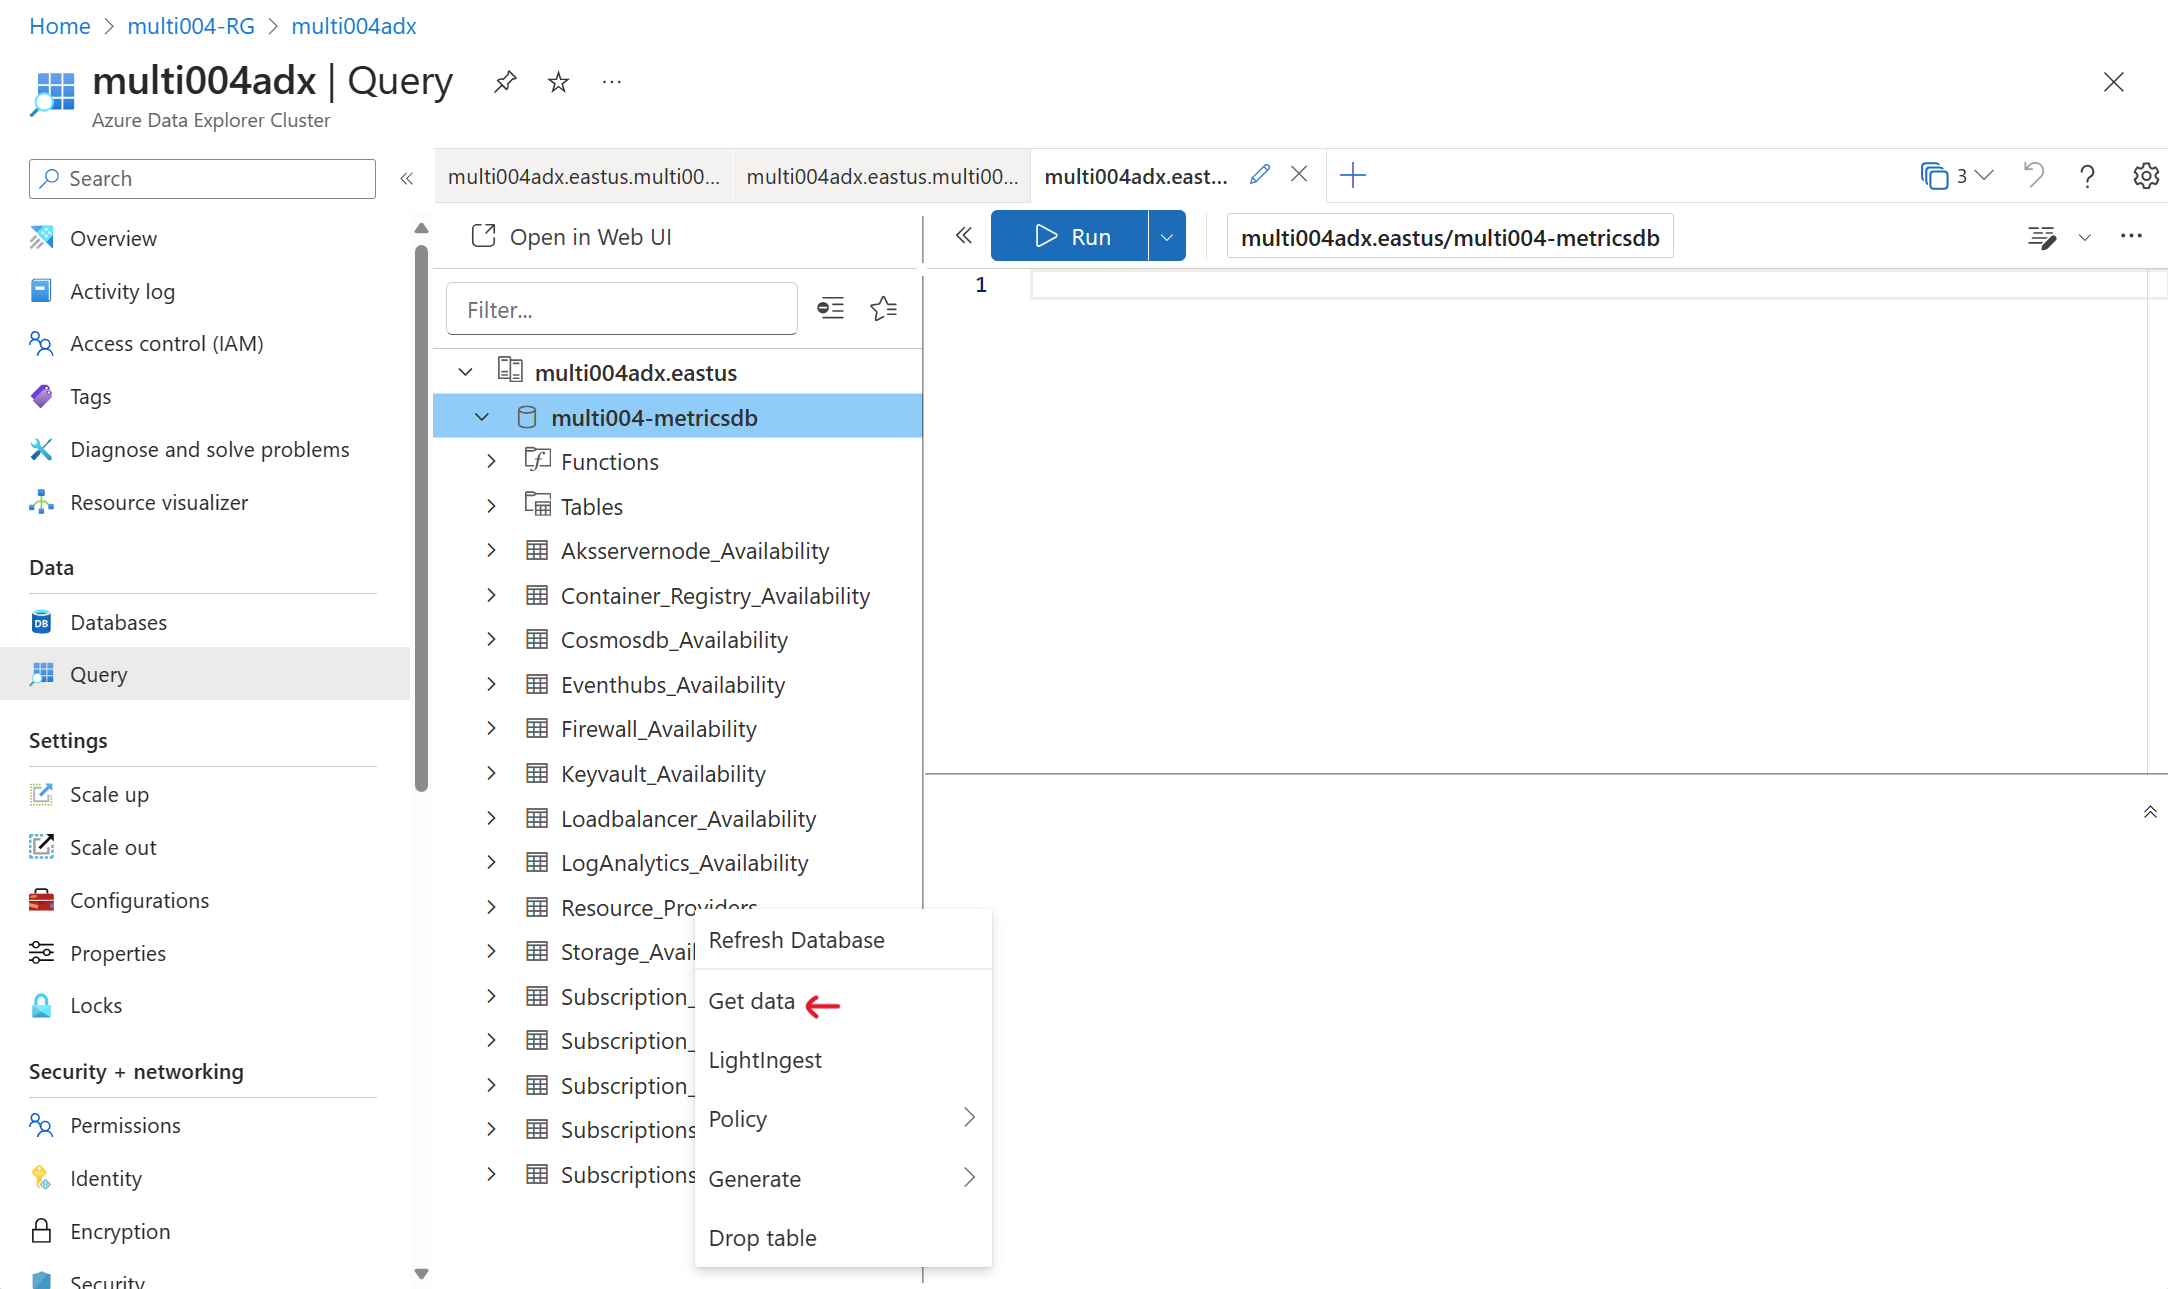 Home > multi004-RG > multi004adx
multi004adx | Query
Azure Data Explorer Cluster
Search
Overview
Activity log
Access control (IAM)
Tags
Diagnose and solve problems
Resource visualizer
Data
Databases
Query
Settings
Scale up
Scale out
Configurations
Properties
Locks
Security + networking
Permissions
Identity
Encryption
Security
multi004adx.eastus.multi00...
multi004adx.eastus.multi00...
multi004adx.east...
3
Open in Web UI
Run
multi004adx.eastus/multi004-metricsdb
Filter...
1
multi004adx.eastus
multi004-metricsdb
Functions
Tables
Aksservernode_Availability
Container_Registry_Availability
Cosmosdb_Availability
Eventhubs_Availability
Firewall_Availability
Keyvault_Availability
Loadbalancer_Availability
LogAnalytics_Availability
Resource_Providers
Storage_Avail
Subscription_
Subscription_
Subscription_
Subscriptions
Subscriptions
Refresh Database
Get data
LightIngest
Policy
Generate
Drop table